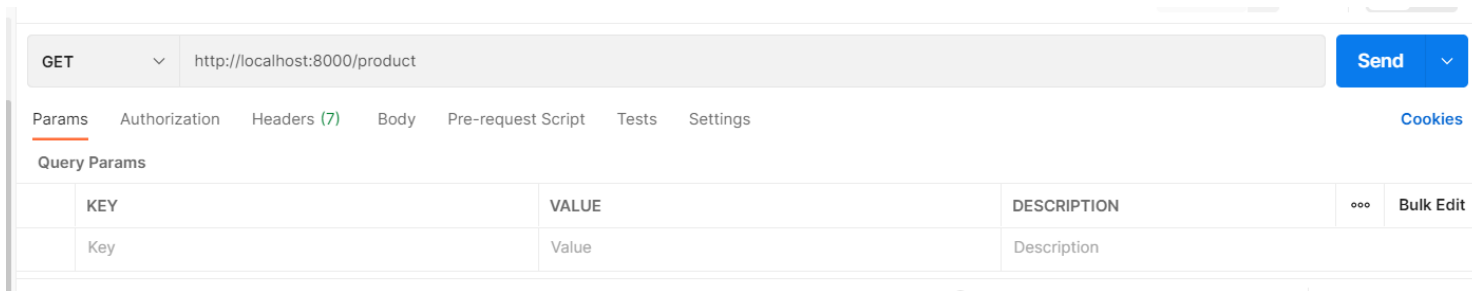 GET http://localhost:8000/product Send
Params Authorization Headers (7) Body Pre-request Script Tests Settings Cookies
Query Params
KEY VALUE DESCRIPTION ooo Bulk Edit
Key Value Description